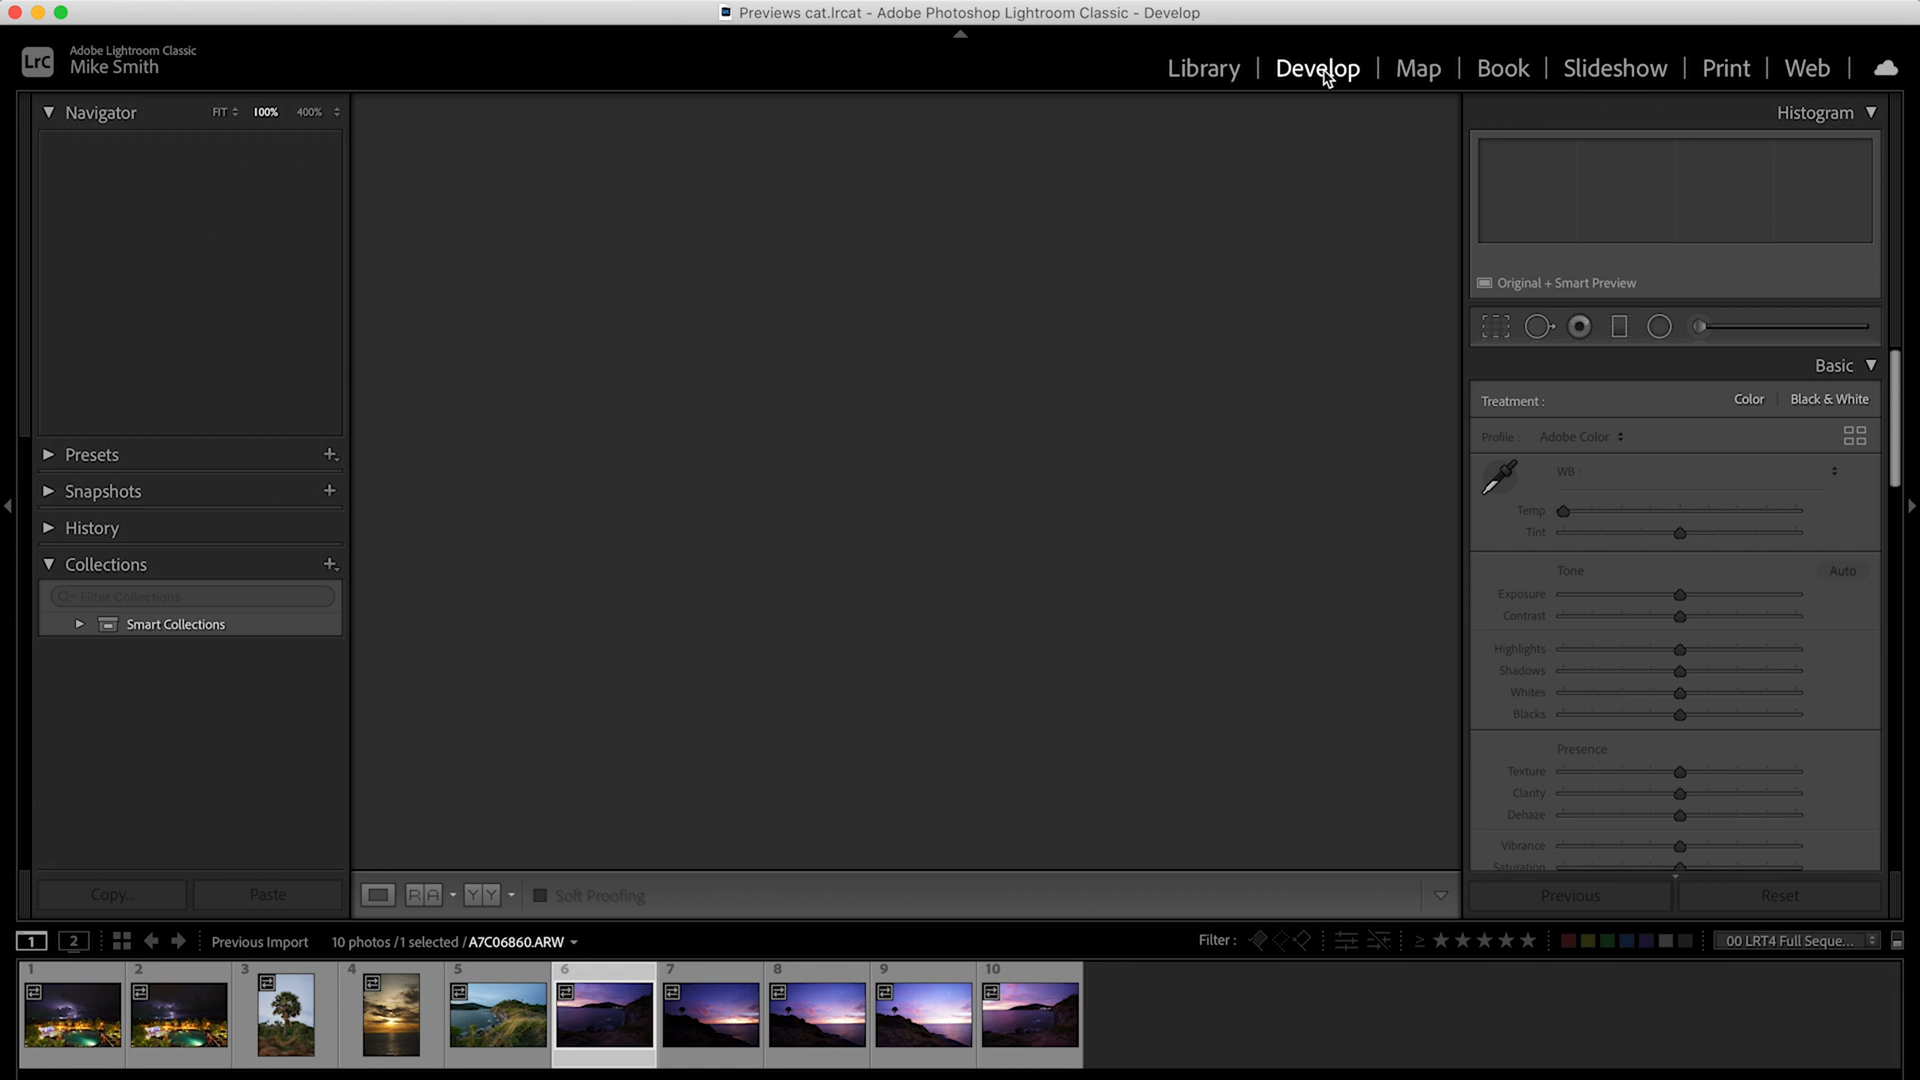 Previews cat.lrcat - Adobe Photoshop Lightroom Classic - Develop
LrC
Adobe Lightroom Classic
Mike Smith
Library | Develop | Map | Book | Slideshow | Print | Web |
Navigator FIT 100% 400%
Histogram
Original + Smart Preview
Basic
Treatment : Color Black & White
Profile : Adobe Color
WB :
Temp
Tint
Tone Auto
Exposure
Contrast
Highlights
Shadows
Whites
Blacks
Presence
Texture
Clarity
Dehaze
Vibrance
Saturation
Presets
Snapshots
History
Collections
Filter Collections
Smart Collections
Copy... Paste
R A Y Y Soft Proofing
Previous Reset
1 2 Previous Import 10 photos /1 selected /A7C06860.ARW
Filter : ≥ ★★★★★ 00 LRT4 Full Seque...
1 2 3 4 5 6 7 8 9 10